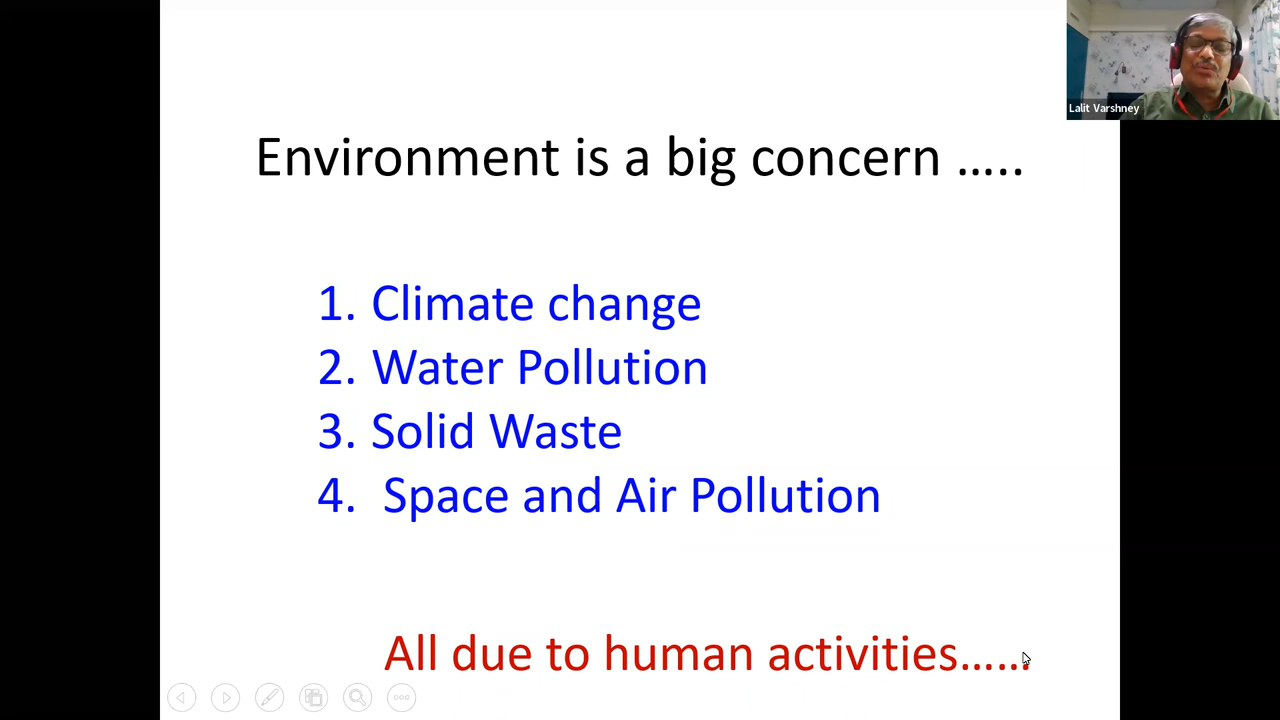 Lalit Varshney
Environment is a big concern .....
1. Climate change
2. Water Pollution
3. Solid Waste
4. Space and Air Pollution
All due to human activities......